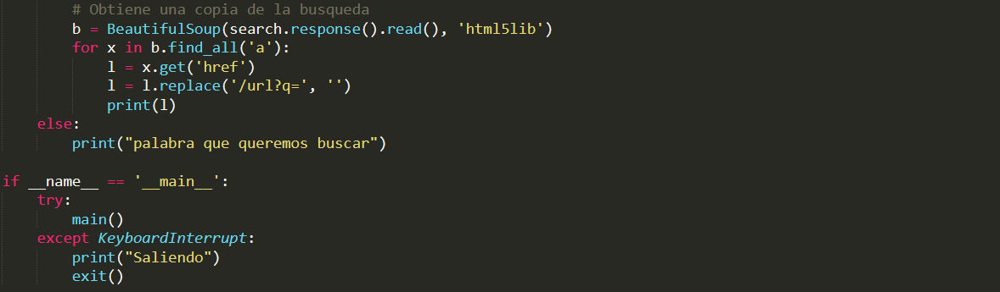 # Obtiene una copia de la busqueda
b = BeautifulSoup(search.response().read(), 'html5lib')
for x in b.find_all('a'):
l = x.get('href')
l = l.replace('/url?q=', '')
print(l)
else:
print("palabra que queremos buscar")
if __name__ == '__main__':
try:
main()
except KeyboardInterrupt:
print("Saliendo")
exit()